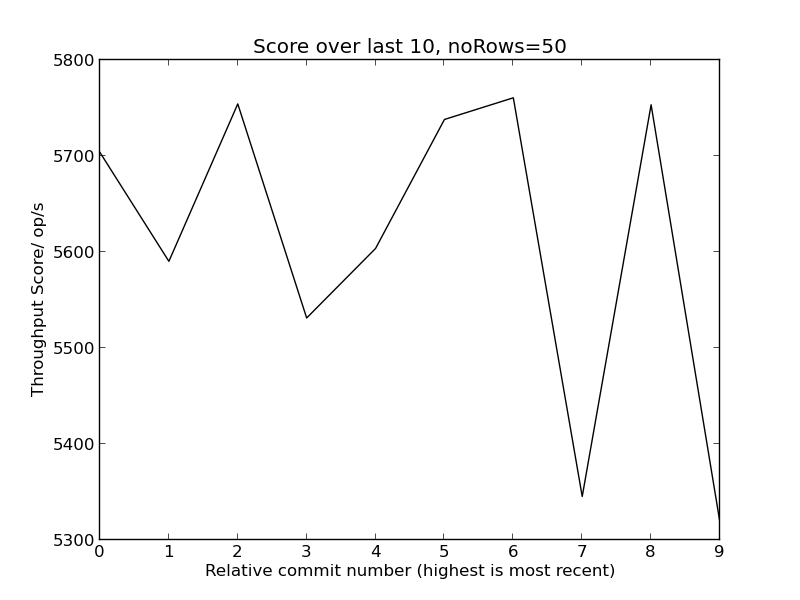 Score over last 10, noRows=50
5800
5700
5600
5500
5400
5300
Throughput Score/ op/s
0 1 2 3 4 5 6 7 8 9
Relative commit number (highest is most recent)